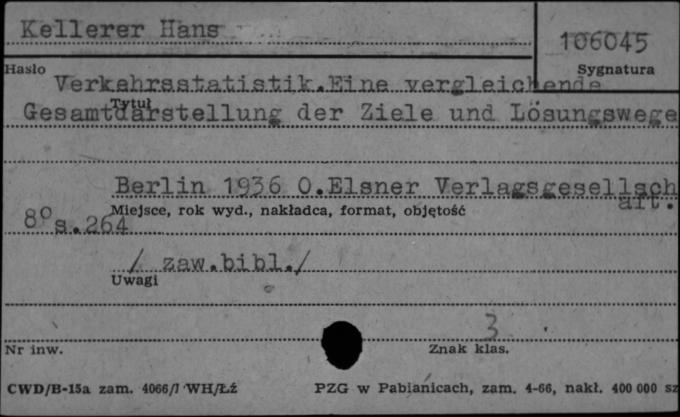 Kellerer Hans
106045
Hasło
Sygnatura
Verkehrsstatistik.Eine vergleichende
Tytuł
Gesamtdarstellung der Ziele und Lösungswege
Berlin 1936 O.Elsner Verlagsgesellsch
aft.
Miejsce, rok wyd., nakładca, format, objętość
8° s.264
/ zaw.bibl./
Uwagi
3
Nr inw.
Znak klas.
CWD/B-15a zam. 4066/7 WH/Łź
PZG w Pabianicach, zam. 4-66, nakł. 400 000 sz